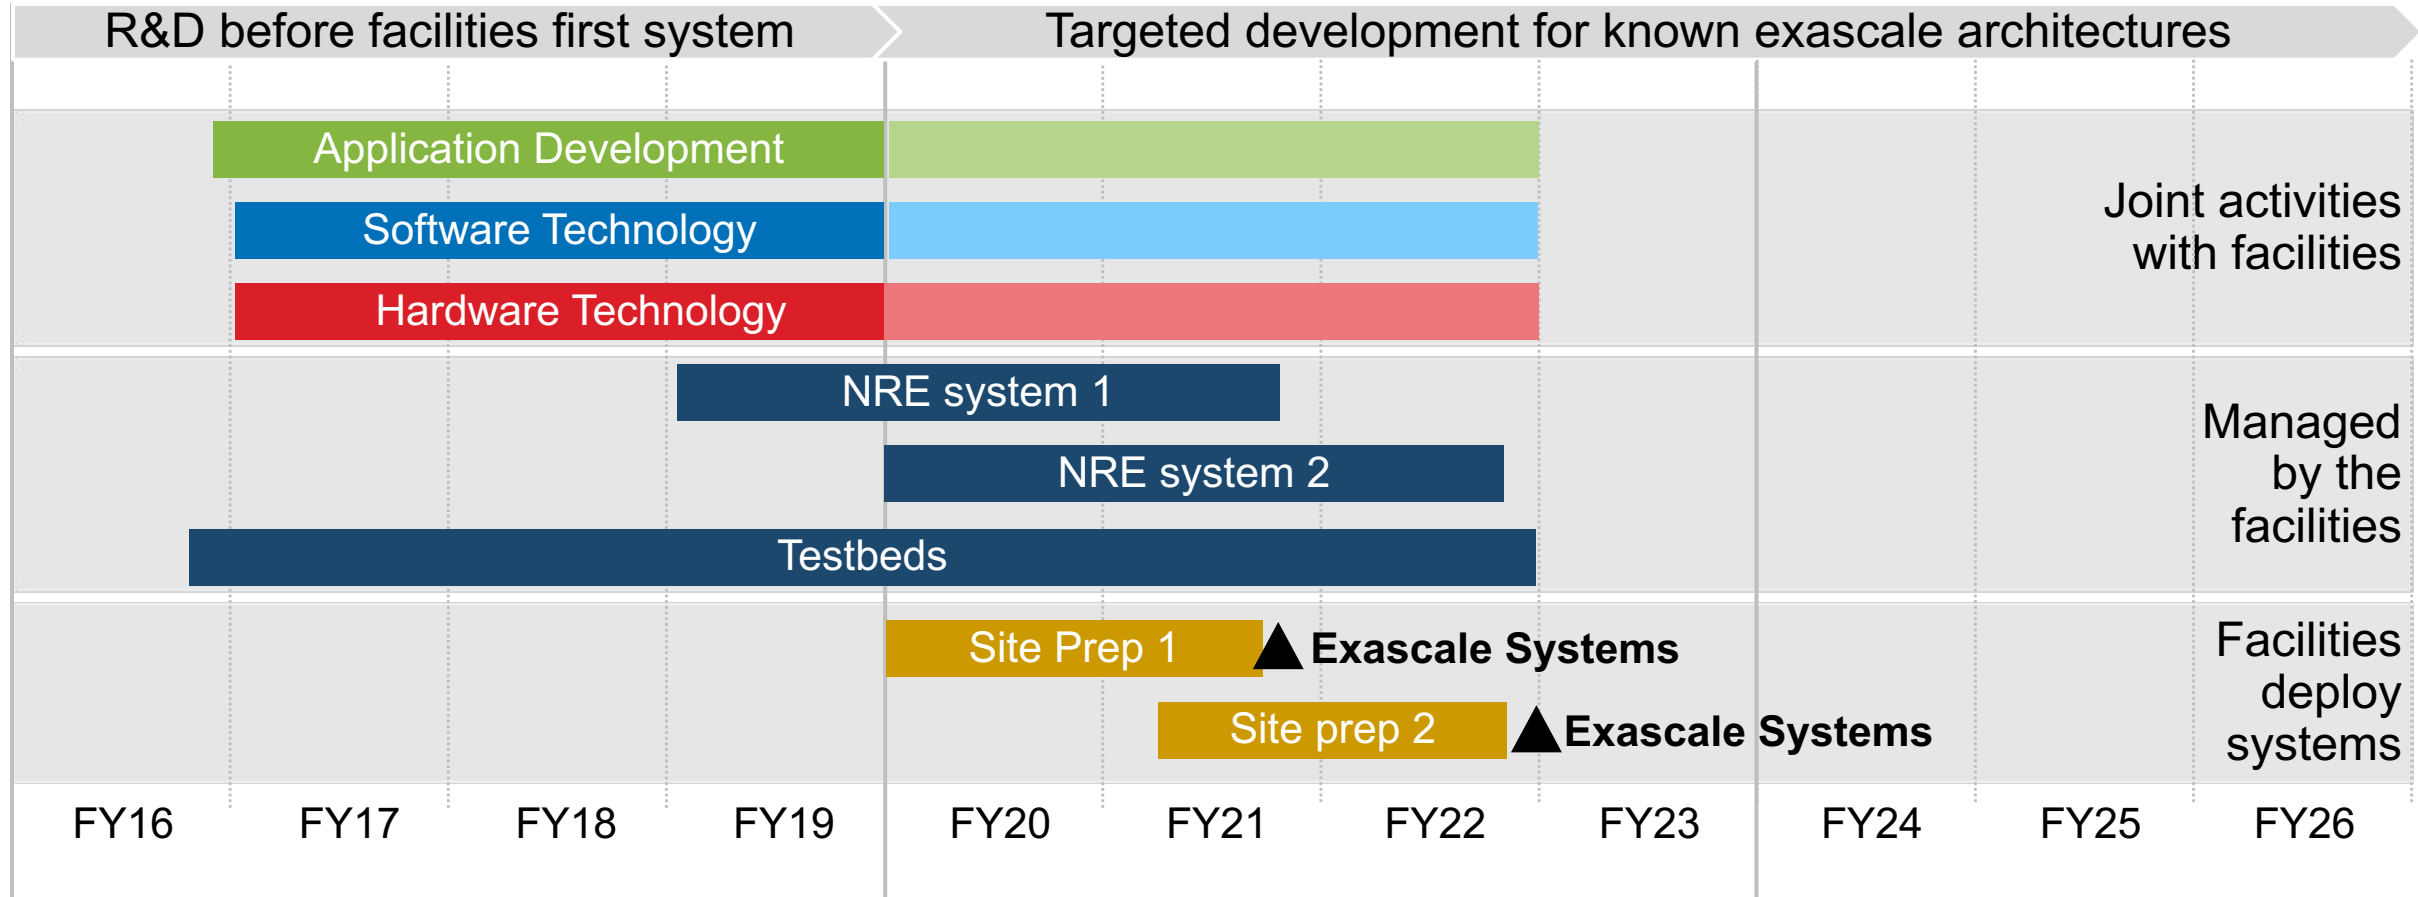 R&D before facilities first system
Targeted development for known exascale architectures
Application Development
Software Technology
Hardware Technology
Joint activities
with facilities
NRE system 1
NRE system 2
Testbeds
Managed
by the
facilities
Site Prep 1
Exascale Systems
Site prep 2
Exascale Systems
Facilities
deploy
systems
FY16 FY17 FY18 FY19 FY20 FY21 FY22 FY23 FY24 FY25 FY26